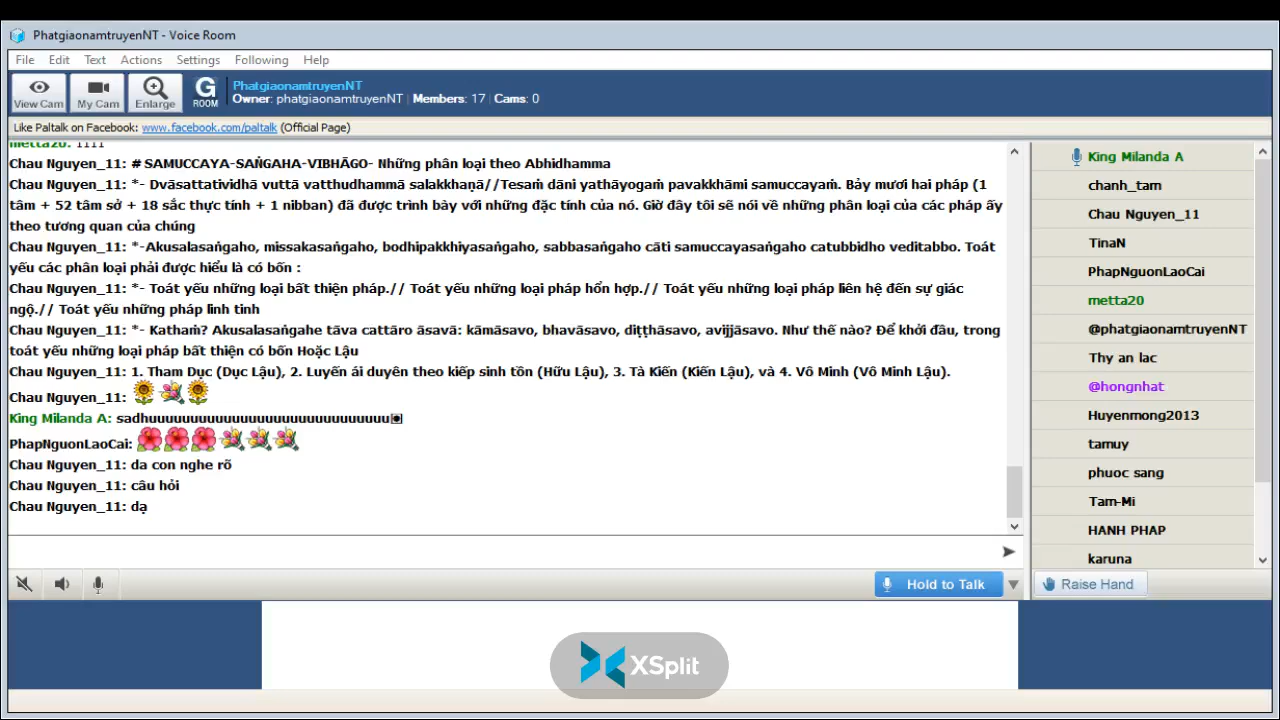 PhatgiaonamtruyenNT - Voice Room
File Edit Text Actions Settings Following Help
View Cam My Cam Enlarge G ROOM
PhatgiaonamtruyenNT
Owner: phatgiaonamtruyenNT | Members: 17 | Cams: 0
Like Paltalk on Facebook: www.facebook.com/paltalk (Official Page)
metta20: 1111
Chau Nguyen_11: # SAMUCCAYA-SAṄGAHA-VIBHĀGO- Những phân loại theo Abhidhamma
Chau Nguyen_11: *- Dvāsattatividhā vuttā vatthudhammā salakkhaṇā//Tesaṁ dāni yathāyogaṁ pavakkhāmi samuccayaṁ. Bảy mươi hai pháp (1
tâm + 52 tâm sở + 18 sắc thực tính + 1 nibban) đã được trình bày với những đặc tính của nó. Giờ đây tôi sẽ nói về những phân loại của các pháp ấy
theo tương quan của chúng
Chau Nguyen_11: *-Akusalasaṅgaho, missakasaṅgaho, bodhipakkhiyasaṅgaho, sabbasaṅgaho cāti samuccayasaṅgaho catubbidho veditabbo. Toát
yếu các phân loại phải được hiểu là có bốn :
Chau Nguyen_11: *- Toát yếu những loại bất thiện pháp.// Toát yếu những loại pháp hổn hợp.// Toát yếu những loại pháp liên hệ đến sự giác
ngộ.// Toát yếu những pháp linh tinh
Chau Nguyen_11: *- Kathaṁ? Akusalasaṅgahe tāva cattāro āsavā: kāmāsavo, bhavāsavo, diṭṭhāsavo, avijjāsavo. Như thế nào? Để khởi đầu, trong
toát yếu những loại pháp bất thiện có bốn Hoặc Lậu
Chau Nguyen_11: 1. Tham Dục (Dục Lậu), 2. Luyến ái duyên theo kiếp sinh tồn (Hữu Lậu), 3. Tà Kiến (Kiến Lậu), và 4. Vô Minh (Vô Minh Lậu).
Chau Nguyen_11:
King Milanda A: sadhuuuuuuuuuuuuuuuuuuuuuuuuuuuuu
PhapNguonLaoCai:
Chau Nguyen_11: da con nghe rõ
Chau Nguyen_11: câu hỏi
Chau Nguyen_11: dạ
Hold to Talk
King Milanda A
chanh_tam
Chau Nguyen_11
TinaN
PhapNguonLaoCai
metta20
@phatgiaonamtruyenNT
Thy an lac
@hongnhat
Huyenmong2013
tamuy
phuoc sang
Tam-Mi
HANH PHAP
karuna
Raise Hand
XSplit